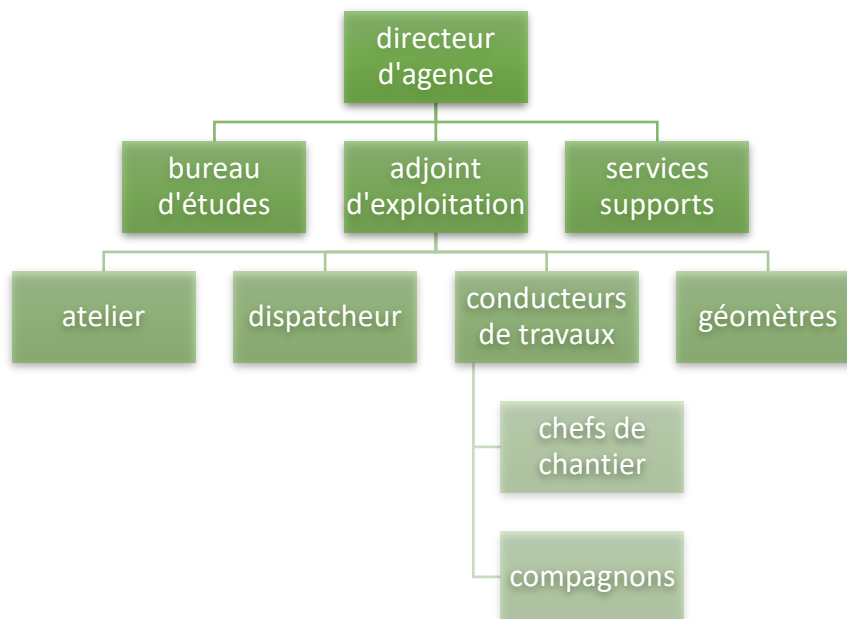 directeur
d'agence
bureau
d'études
adjoint
d'exploitation
services
supports
atelier
dispatcheur
conducteurs
de travaux
géomètres
chefs de
chantier
compagnons